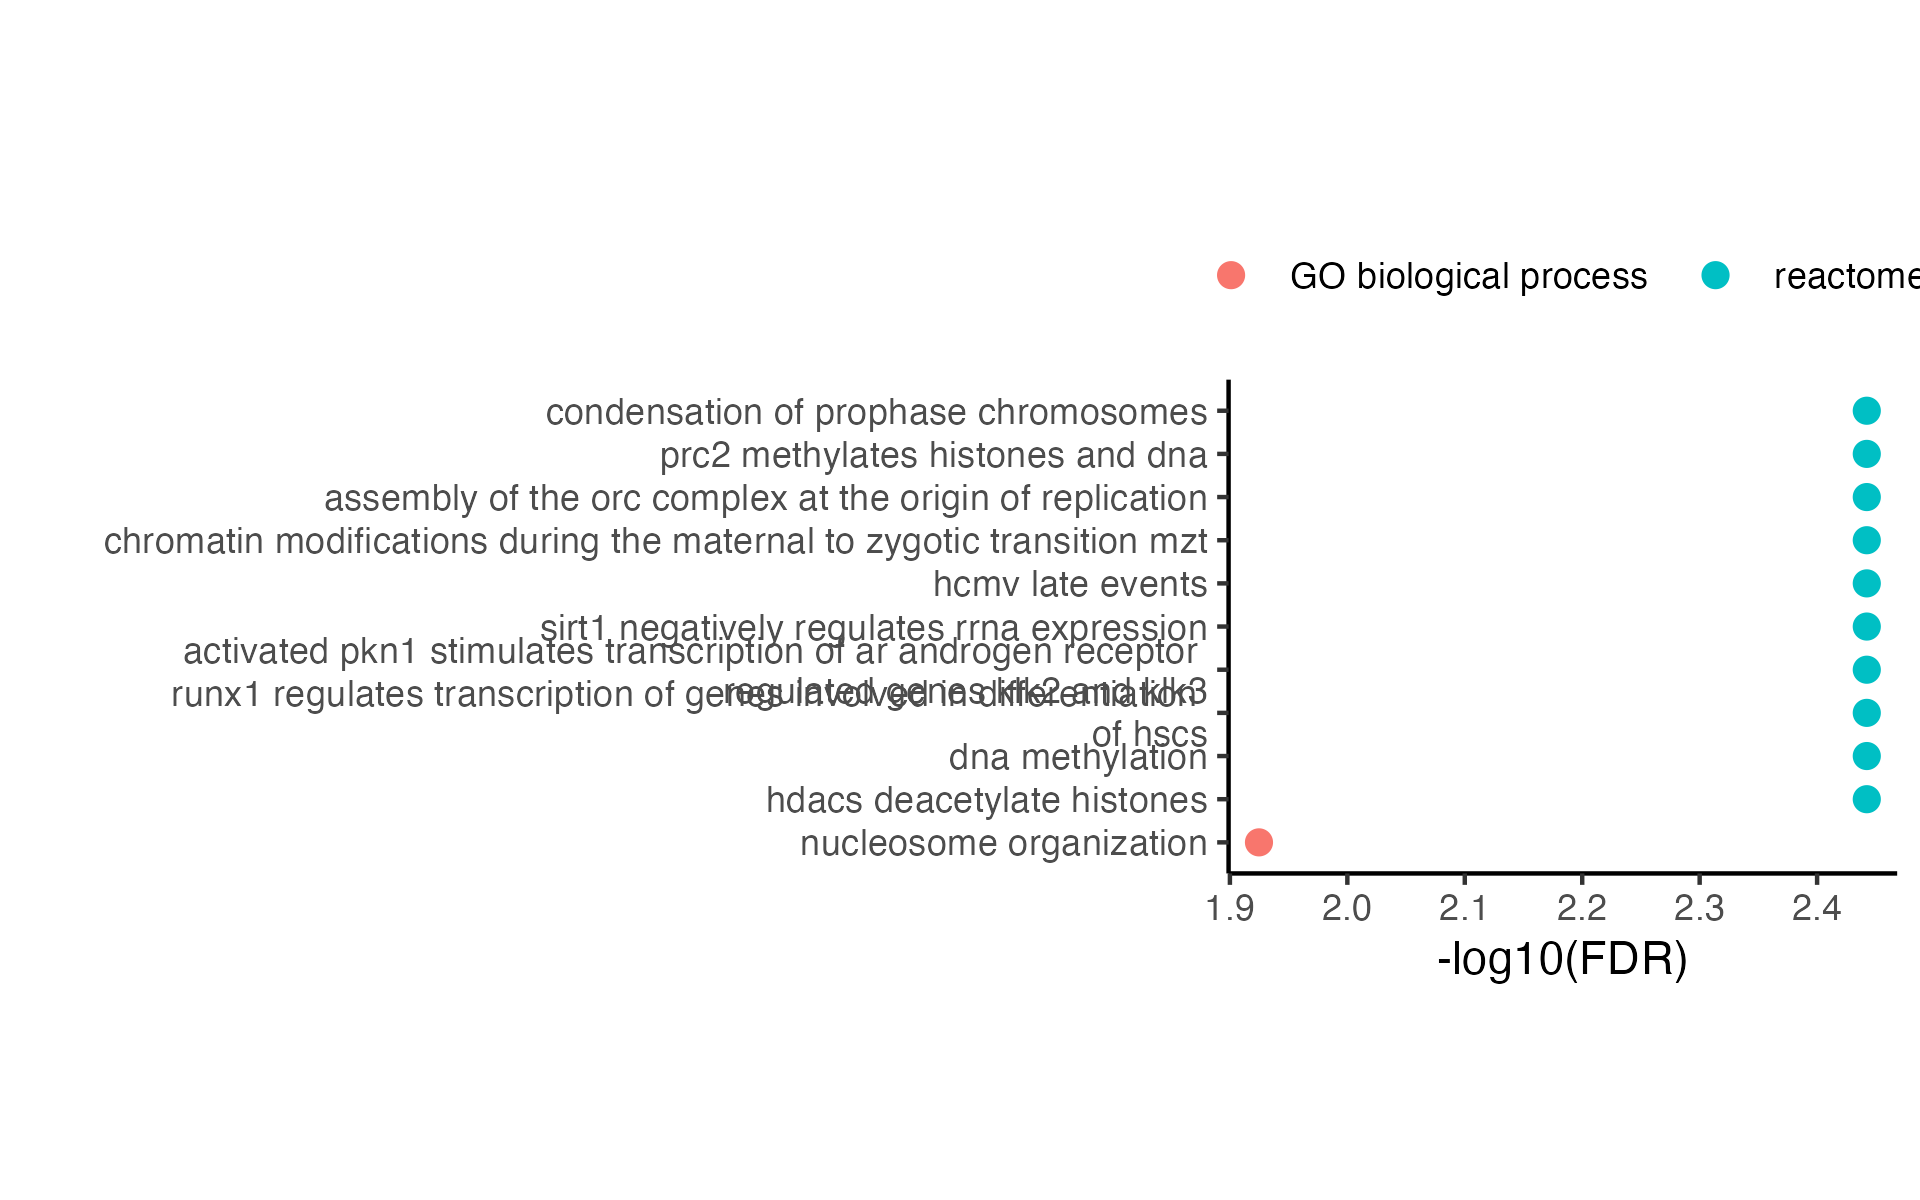 GO biological process reactome
condensation of prophase chromosomes
prc2 methylates histones and dna
assembly of the orc complex at the origin of replication
chromatin modifications during the maternal to zygotic transition mzt
hcmv late events
sirt1 negatively regulates rrna expression
activated pkn1 stimulates transcription of ar androgen receptor
regulated genes klk2 and klk3
runx1 regulates transcription of genes involved in differentiation
of hscs
dna methylation
hdacs deacetylate histones
nucleosome organization
1.9 2.0 2.1 2.2 2.3 2.4
-log10(FDR)